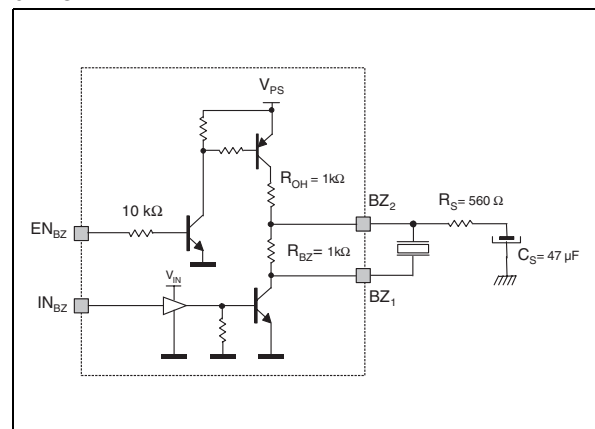 V_PS
R_OH = 1kΩ
BZ_2
R_S= 560 Ω
10 kΩ
EN_BZ
R_BZ = 1kΩ
C_S= 47 µF
V_IN
IN_BZ
BZ_1